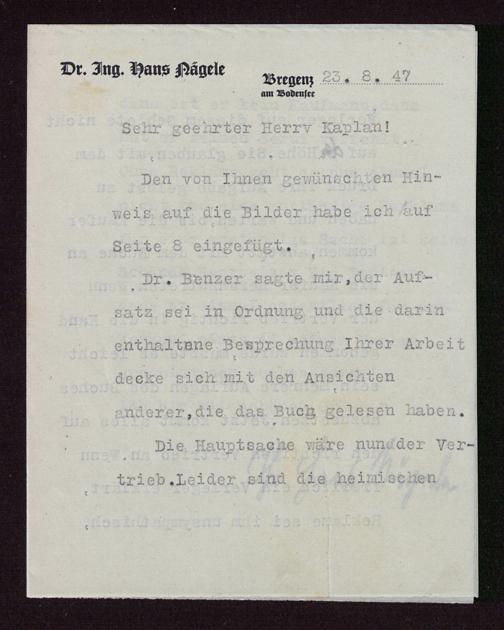 Dr. Ing. Hans Nägele
Bregenz 23. 8. 47
am Bodensee
Sehr geehrter Herrv Kaplan!
Den von Ihnen gewünschten Hin-
weis auf die Bilder habe ich auf
Seite 8 eingefügt.
Dr. Benzer sagte mir,der Auf-
satz sei in Ordnung und die darin
enthaltnne Besprechung Ihrer Arbeit
decke sich mit den Ansichten
anderer,die das Buch gelesen haben.
Die Hauptsache wäre nundder Ver-
trieb.Leider sind die heimischen